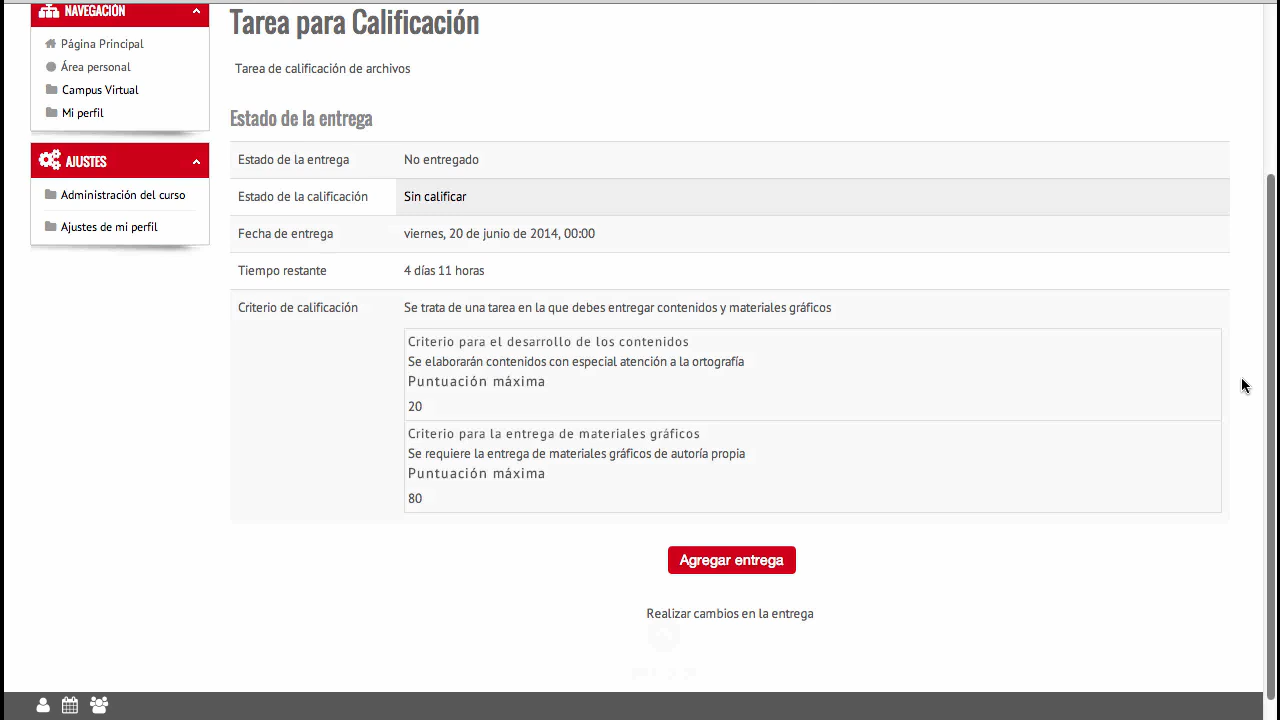 NAVEGACIÓN
Página Principal
Área personal
Campus Virtual
Mi perfil
AJUSTES
Administración del curso
Ajustes de mi perfil
Tarea para Calificación
Tarea de calificación de archivos
Estado de la entrega
Estado de la entrega No entregado
Estado de la calificación Sin calificar
Fecha de entrega viernes, 20 de junio de 2014, 00:00
Tiempo restante 4 días 11 horas
Criterio de calificación Se trata de una tarea en la que debes entregar contenidos y materiales gráficos
Criterio para el desarrollo de los contenidos
Se elaborarán contenidos con especial atención a la ortografía
Puntuación máxima
20
Criterio para la entrega de materiales gráficos
Se requiere la entrega de materiales gráficos de autoría propia
Puntuación máxima
80
Agregar entrega
Realizar cambios en la entrega